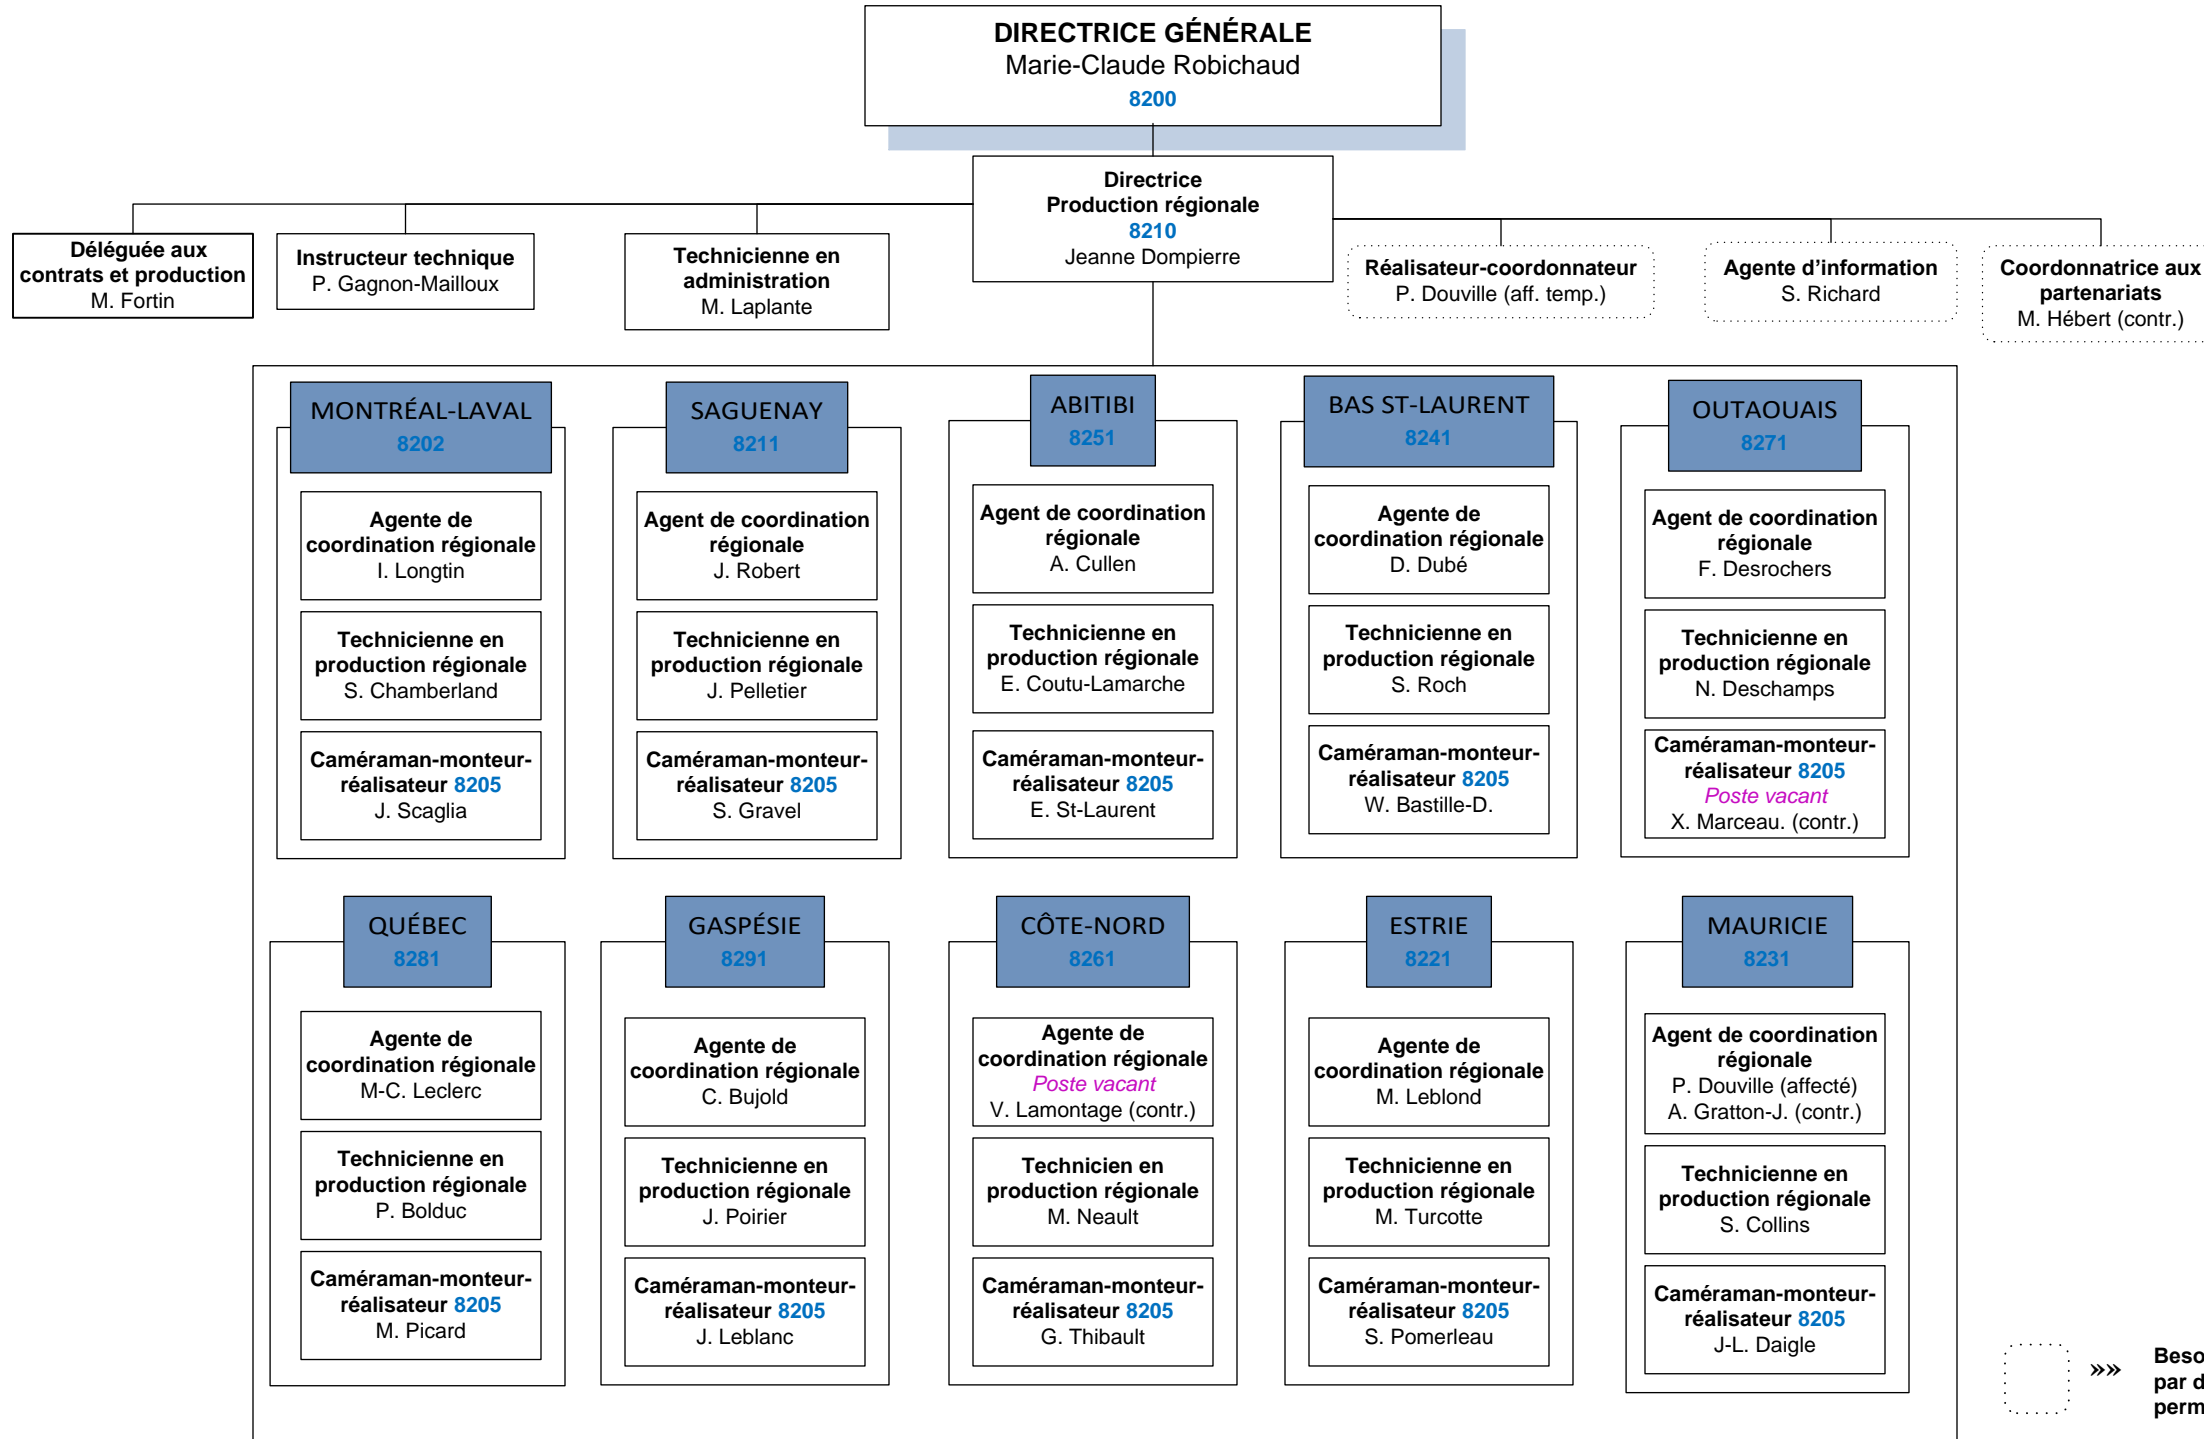 DIRECTRICE GÉNÉRALE
Marie-Claude Robichaud
8200
Directrice
Production régionale
8210
Jeanne Dompierre
Déléguée aux
contrats et production
M. Fortin
Instructeur technique
P. Gagnon-Mailloux
Technicienne en
administration
M. Laplante
Réalisateur-coordonnateur
P. Douville (aff. temp.)
Agente d’information
S. Richard
Coordonnatrice aux
partenariats
M. Hébert (contr.)
MONTRÉAL-LAVAL
8202
Agente de
coordination régionale
I. Longtin
Technicienne en
production régionale
S. Chamberland
Caméraman-monteur-
réalisateur 8205
J. Scaglia
SAGUENAY
8211
Agent de coordination
régionale
J. Robert
Technicienne en
production régionale
J. Pelletier
Caméraman-monteur-
réalisateur 8205
S. Gravel
ABITIBI
8251
Agent de coordination
régionale
A. Cullen
Technicienne en
production régionale
E. Coutu-Lamarche
Caméraman-monteur-
réalisateur 8205
E. St-Laurent
BAS ST-LAURENT
8241
Agente de
coordination régionale
D. Dubé
Technicienne en
production régionale
S. Roch
Caméraman-monteur-
réalisateur 8205
W. Bastille-D.
OUTAOUAIS
8271
Agent de coordination
régionale
F. Desrochers
Technicienne en
production régionale
N. Deschamps
Caméraman-monteur-
réalisateur 8205
Poste vacant
X. Marceau. (contr.)
QUÉBEC
8281
Agente de
coordination régionale
M-C. Leclerc
Technicienne en
production régionale
P. Bolduc
Caméraman-monteur-
réalisateur 8205
M. Picard
GASPÉSIE
8291
Agente de
coordination régionale
C. Bujold
Technicienne en
production régionale
J. Poirier
Caméraman-monteur-
réalisateur 8205
J. Leblanc
CÔTE-NORD
8261
Agente de
coordination régionale
Poste vacant
V. Lamontage (contr.)
Technicien en
production régionale
M. Neault
Caméraman-monteur-
réalisateur 8205
G. Thibault
ESTRIE
8221
Agente de
coordination régionale
M. Leblond
Technicienne en
production régionale
M. Turcotte
Caméraman-monteur-
réalisateur 8205
S. Pomerleau
MAURICIE
8231
Agent de coordination
régionale
P. Douville (affecté)
A. Gratton-J. (contr.)
Technicienne en
production régionale
S. Collins
Caméraman-monteur-
réalisateur 8205
J-L. Daigle
»» Beso
par d
perm